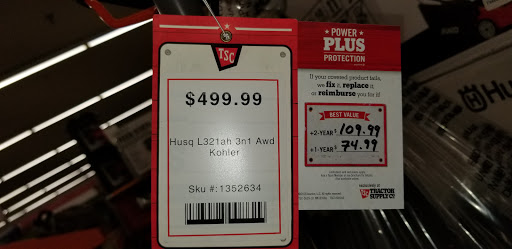 TSC
$499.99
Husq L321ah 3n1 Awd
Kohler
Sku #:1352634
POWER
PLUS
PROTECTION
If your covered product fails,
we fix it, replace it
or reimburse you for it!
BEST VALUE
+2-YEAR $109.99
+1-YEAR $74.99
TRACTOR
SUPPLY CO
Hu